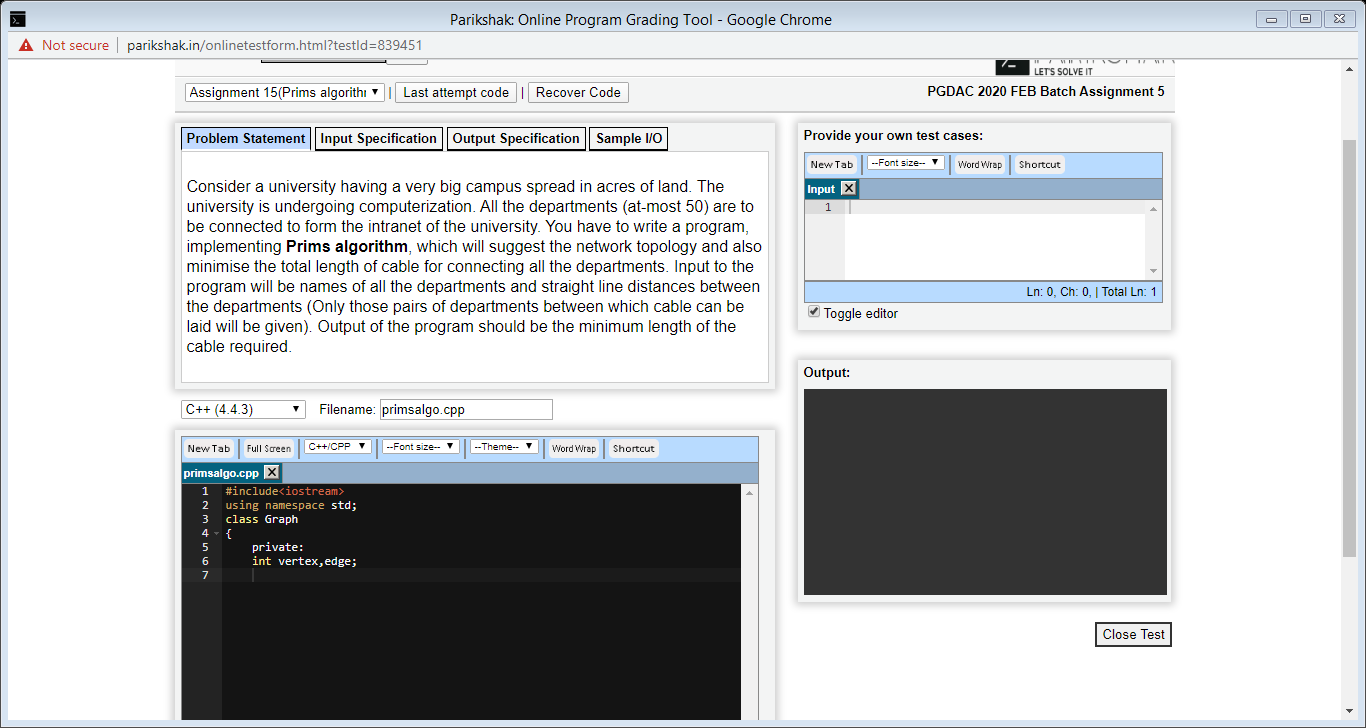 Parikshak: Online Program Grading Tool - Google Chrome
Not secure | parikshak.in/onlinetestform.html?testId=839451
LET'S SOLVE IT
Assignment 15(Prims algorithm | Last attempt code | Recover Code
PGDAC 2020 FEB Batch Assignment 5
Problem Statement Input Specification Output Specification Sample I/O
Consider a university having a very big campus spread in acres of land. The
university is undergoing computerization. All the departments (at-most 50) are to
be connected to form the intranet of the university. You have to write a program,
implementing Prims algorithm, which will suggest the network topology and also
minimise the total length of cable for connecting all the departments. Input to the
program will be names of all the departments and straight line distances between
the departments (Only those pairs of departments between which cable can be
laid will be given). Output of the program should be the minimum length of the
cable required.
C++ (4.4.3) Filename: primsalgo.cpp
New Tab | Full Screen | C++/CPP | --Font size-- | --Theme-- | Word Wrap | Shortcut
primsalgo.cpp X
1 #include<iostream>
2 using namespace std;
3 class Graph
4 {
5 private:
6 int vertex,edge;
7
Provide your own test cases:
New Tab | --Font size-- | Word Wrap | Shortcut
Input X
1
Ln: 0, Ch: 0, | Total Ln: 1
Toggle editor
Output:
Close Test